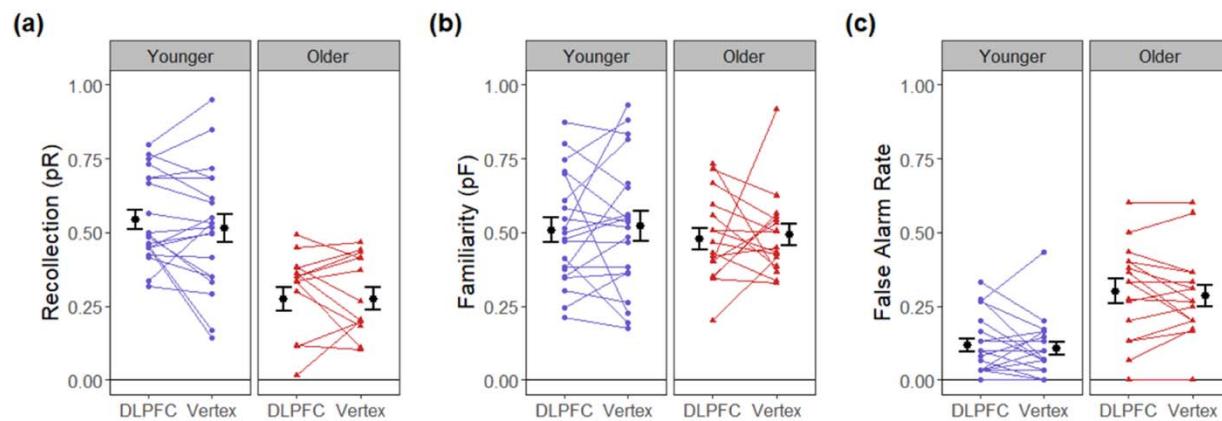 (a)
Younger Older
Recollection (pR)
1.00
0.75
0.50
0.25
0.00
DLPFC Vertex DLPFC Vertex
(b)
Younger Older
Familiarity (pF)
1.00
0.75
0.50
0.25
0.00
DLPFC Vertex DLPFC Vertex
(c)
Younger Older
False Alarm Rate
1.00
0.75
0.50
0.25
0.00
DLPFC Vertex DLPFC Vertex